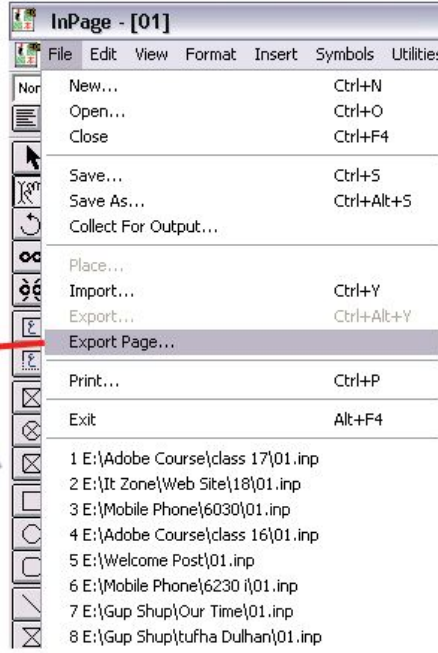 InPage - [01]
File Edit View Format Insert Symbols Utilities
Nor
New... Ctrl+N
Open... Ctrl+O
Close Ctrl+F4
Save... Ctrl+S
Save As... Ctrl+Alt+S
Collect For Output...
Place...
Import... Ctrl+Y
Export... Ctrl+Alt+Y
Export Page...
Print... Ctrl+P
Exit Alt+F4
1 E:\Adobe Course\class 17\01.inp
2 E:\It Zone\Web Site\18\01.inp
3 E:\Mobile Phone\6030\01.inp
4 E:\Adobe Course\class 16\01.inp
5 E:\Welcome Post\01.inp
6 E:\Mobile Phone\6230 i\01.inp
7 E:\Gup Shup\Our Time\01.inp
8 E:\Gup Shup\tufha Dulhan\01.inp